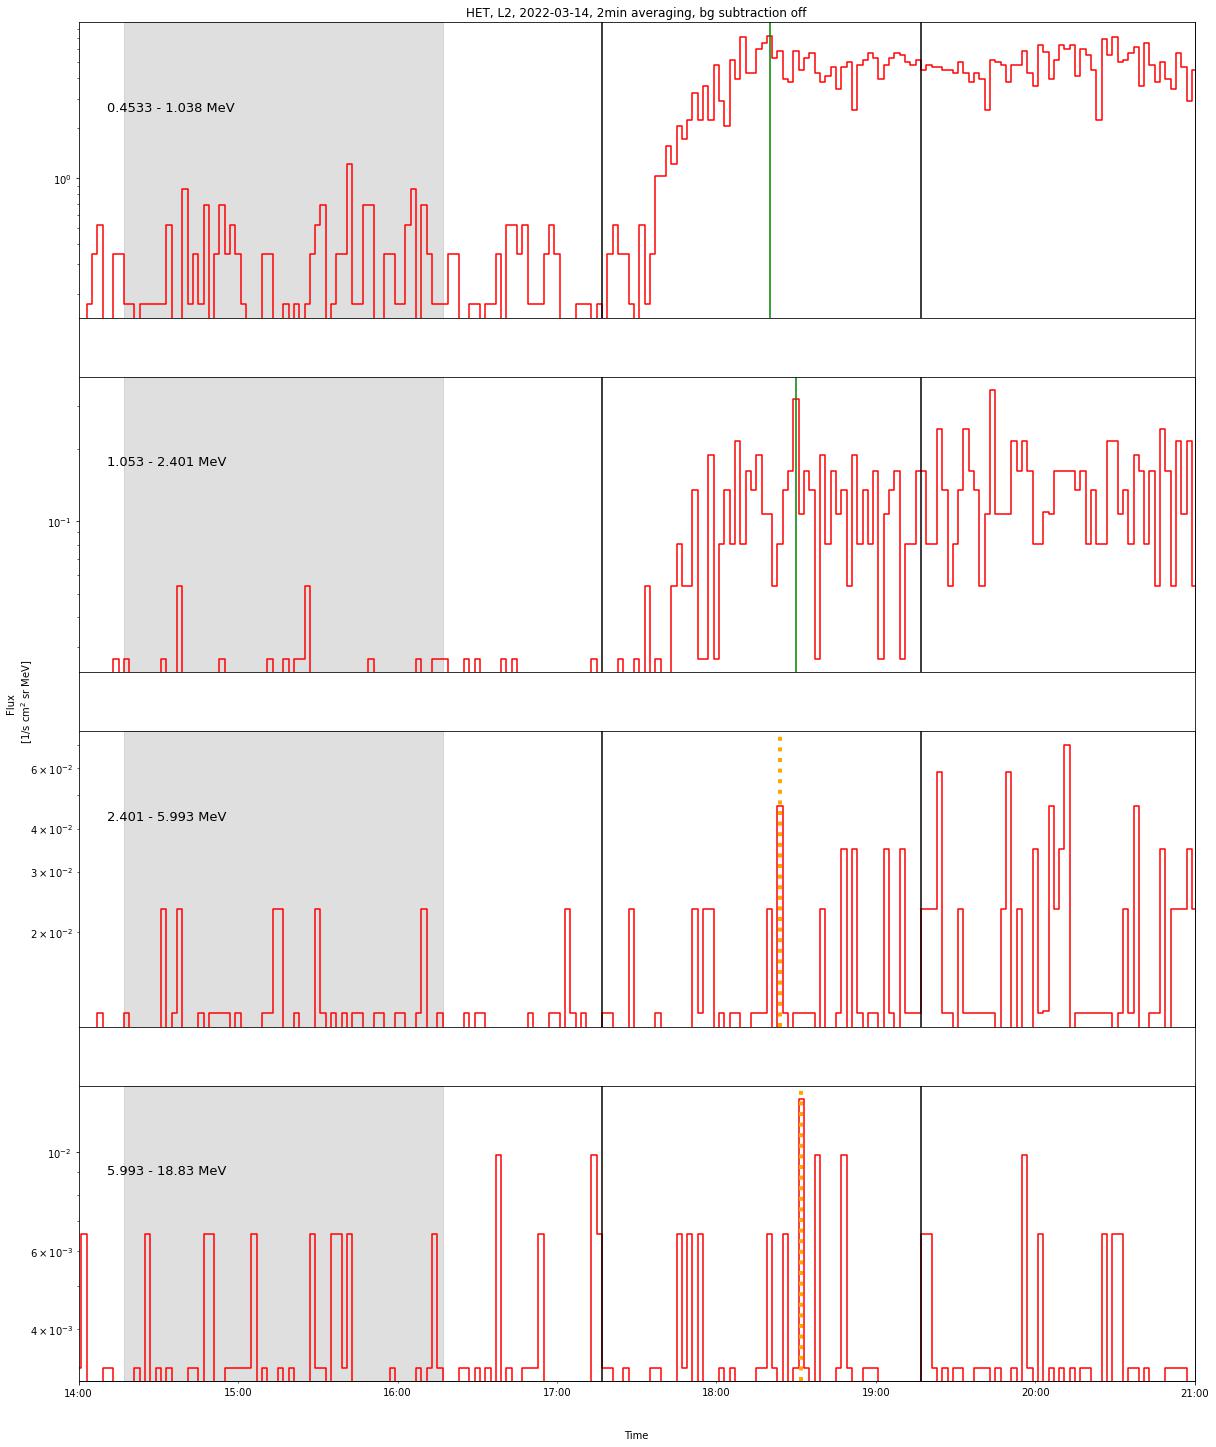 HET, L2, 2022-03-14, 2min averaging, bg subtraction off
0.4533 - 1.038 MeV
10⁰
1.053 - 2.401 MeV
10⁻¹
Flux
[1/s cm² sr MeV]
6 × 10⁻²
2.401 - 5.993 MeV
4 × 10⁻²
3 × 10⁻²
2 × 10⁻²
10⁻²
5.993 - 18.83 MeV
6 × 10⁻³
4 × 10⁻³
14:00 15:00 16:00 17:00 18:00 19:00 20:00 21:00
Time